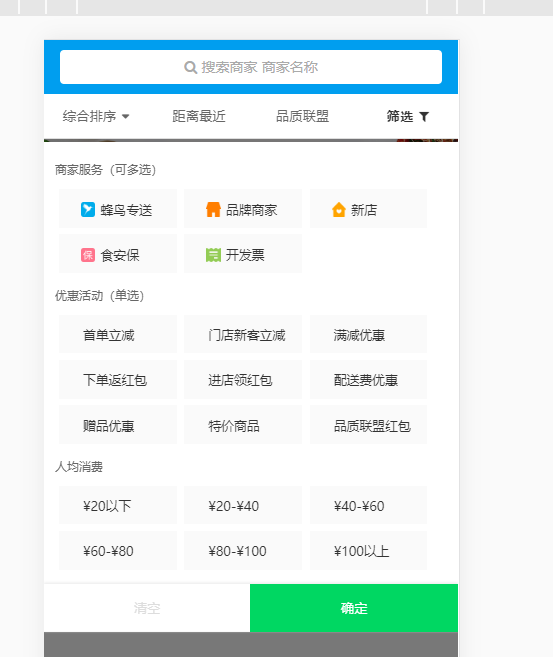 搜索商家 商家名称
综合排序 距离最近 品质联盟 筛选
商家服务（可多选）
蜂鸟专送 品牌商家 新店
保 食安保 开发票
优惠活动（单选）
首单立减 门店新客立减 满减优惠
下单返红包 进店领红包 配送费优惠
赠品优惠 特价商品 品质联盟红包
人均消费
¥20以下 ¥20-¥40 ¥40-¥60
¥60-¥80 ¥80-¥100 ¥100以上
清空 确定